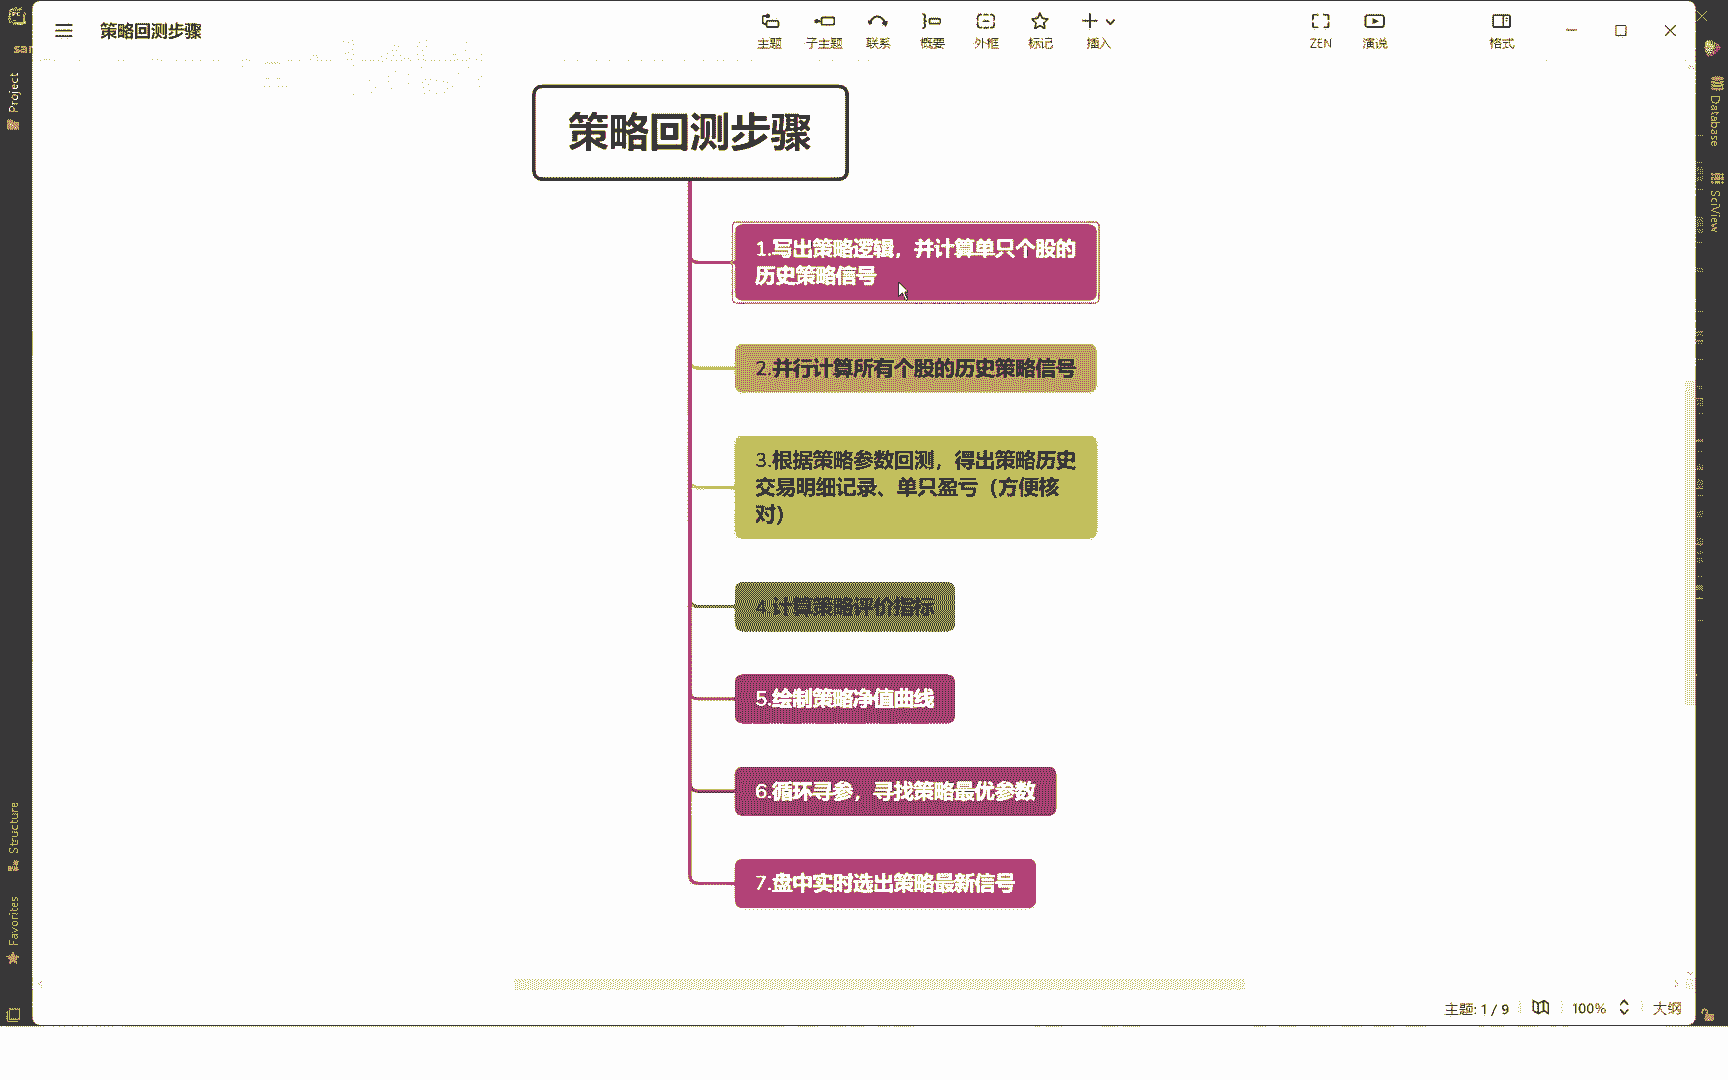 策略回测步骤
主题
子主题
联系
概要
外框
标记
插入
ZEN
演说
格式
Project
Database
SciView
策略回测步骤
1.写出策略逻辑，并计算单只个股的
历史策略信号
2.并行计算所有个股的历史策略信号
3.根据策略参数回测，得出策略历史
交易明细记录、单只盈亏（方便核
对）
4.计算策略评价指标
5.绘制策略净值曲线
6.循环寻参，寻找策略最优参数
7.盘中实时选出策略最新信号
Structure
Favorites
主题: 1 / 9
100%
大纲